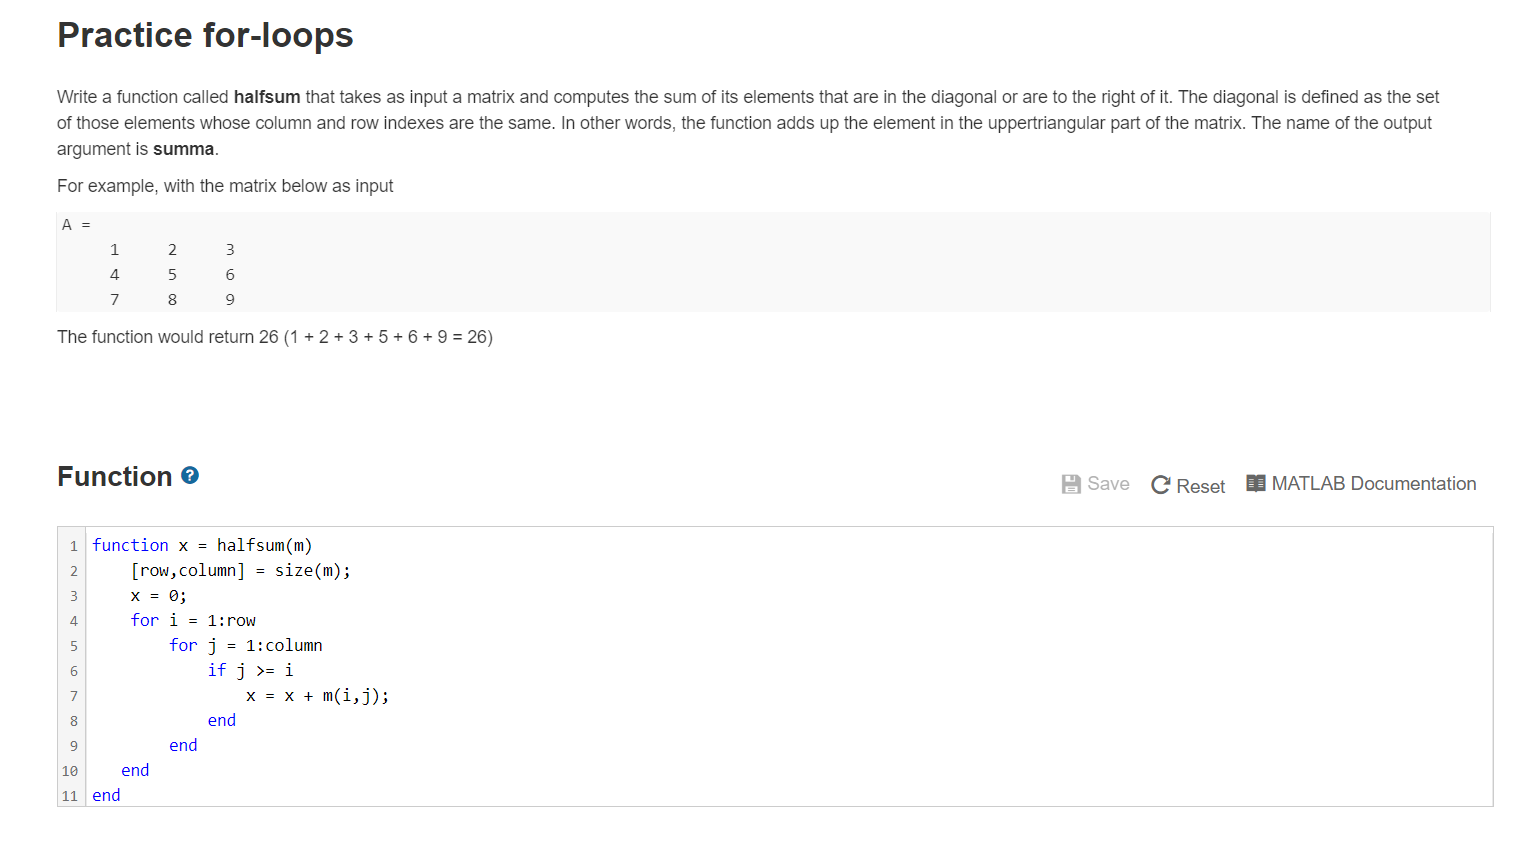 Practice for-loops
Write a function called halfsum that takes as input a matrix and computes the sum of its elements that are in the diagonal or are to the right of it. The diagonal is defined as the set
of those elements whose column and row indexes are the same. In other words, the function adds up the element in the uppertriangular part of the matrix. The name of the output
argument is summa.
For example, with the matrix below as input
A =
1 2 3
4 5 6
7 8 9
The function would return 26 (1 + 2 + 3 + 5 + 6 + 9 = 26)
Function ?
Save Reset MATLAB Documentation
1 function x = halfsum(m)
2     [row,column] = size(m);
3     x = 0;
4     for i = 1:row
5         for j = 1:column
6             if j >= i
7                 x = x + m(i,j);
8             end
9         end
10    end
11 end